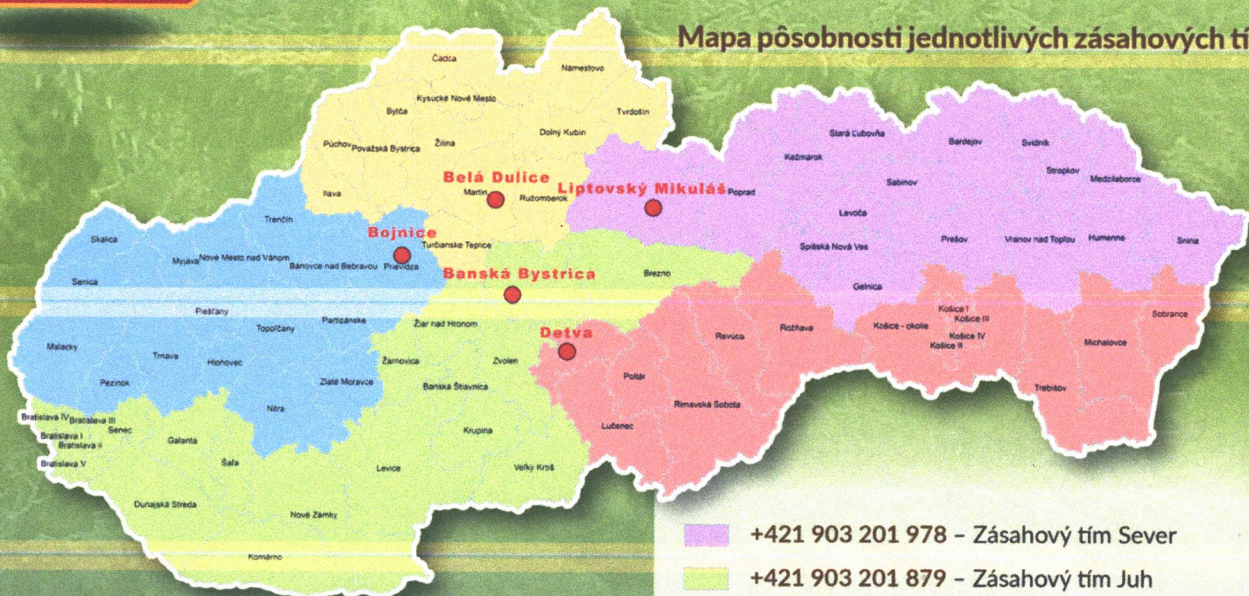 Mapa pôsobnosti jednotlivých zásahových tí
Čadca
Námestovo
Kysucké Nové Mesto
Bytča
Tvrdošín
Dolný Kubín
Púchov
Považská Bystrica
Žilina
Stará Ľubovňa
Bardejov
Svidník
Kežmarok
Stropkov
Medzilaborce
Sabinov
Belá Dulice
Liptovský Mikuláš
Ilava
Martin
Ružomberok
Poprad
Levoča
Trenčín
Bojnice
Skalica
Turčianske Teplice
Spišská Nová Ves
Prešov
Vranov nad Topľou
Humenné
Snina
Myjava
Nové Mesto nad Váhom
Bánovce nad Bebravou
Prievidza
Banská Bystrica
Brezno
Senica
Gelnica
Piešťany
Košice I
Sobrance
Partizánske
Topoľčany
Žiar nad Hronom
Košice III
Košice - okolie
Detva
Revúca
Rožňava
Košice IV
Košice II
Michalovce
Malacky
Trnava
Hlohovec
Žarnovica
Zvolen
Poltár
Pezinok
Zlaté Moravce
Banská Štiavnica
Trebišov
Nitra
Rimavská Sobota
Bratislava IV
Bratislava III
Senec
Bratislava I
Bratislava II
Galanta
Krupina
Lučenec
Bratislava V
Šaľa
Levice
Veľký Krtíš
Dunajská Streda
Nové Zámky
Komárno
+421 903 201 978 – Zásahový tím Sever
+421 903 201 879 – Zásahový tím Juh